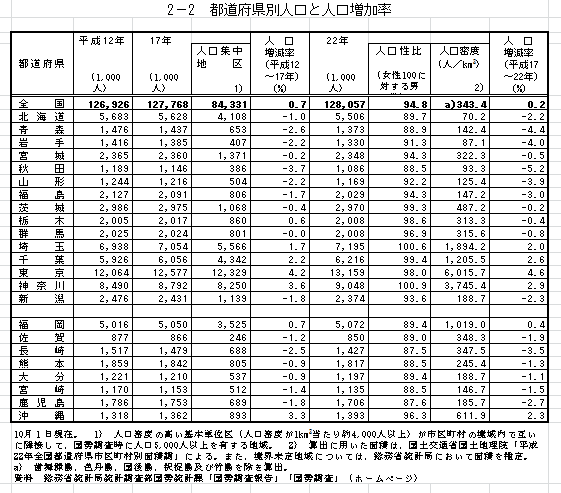 2－2　都道府県別人口と人口増加率
都道府県 平成12年 (1,000人) 17年 (1,000人) 人口集中地区 1) 人口増減率(平成12～17年)(%) 22年 (1,000人) 人口性比 (女性100に対する男) 人口密度(人／km²) 2) 人口増減率(平成17～22年)(%)
全国 126,926 127,768 84,331 0.7 128,057 94.8 a)343.4 0.2
北海道 5,683 5,628 4,108 -1.0 5,506 89.7 70.2 -2.2
青森 1,476 1,437 653 -2.6 1,373 88.9 142.4 -4.4
岩手 1,416 1,385 407 -2.2 1,330 91.3 87.1 -4.0
宮城 2,365 2,360 1,371 -0.2 2,348 94.3 322.3 -0.5
秋田 1,189 1,146 386 -3.7 1,086 88.5 93.3 -5.2
山形 1,244 1,216 504 -2.2 1,169 92.2 125.4 -3.9
福島 2,127 2,091 806 -1.7 2,029 94.3 147.2 -3.0
茨城 2,986 2,975 1,068 -0.4 2,970 99.3 487.2 -0.2
栃木 2,005 2,017 860 0.6 2,008 98.6 313.3 -0.4
群馬 2,025 2,024 801 -0.0 2,008 96.9 315.6 -0.8
埼玉 6,938 7,054 5,566 1.7 7,195 100.6 1,894.2 2.0
千葉 5,926 6,056 4,342 2.2 6,216 99.4 1,205.5 2.6
東京 12,064 12,577 12,329 4.2 13,159 98.0 6,015.7 4.6
神奈川 8,490 8,792 8,250 3.6 9,048 100.9 3,745.4 2.9
新潟 2,476 2,431 1,139 -1.8 2,374 93.6 188.7 -2.3
福岡 5,016 5,050 3,525 0.7 5,072 89.4 1,019.0 0.4
佐賀 877 866 246 -1.2 850 89.0 348.3 -1.9
長崎 1,517 1,479 688 -2.5 1,427 87.5 347.5 -3.5
熊本 1,859 1,842 805 -0.9 1,817 88.5 245.4 -1.3
大分 1,221 1,210 537 -0.9 1,197 89.4 188.7 -1.1
宮崎 1,170 1,153 512 -1.4 1,135 88.5 146.7 -1.5
鹿児島 1,786 1,753 689 -1.8 1,706 87.6 185.7 -2.7
沖縄 1,318 1,362 893 3.3 1,393 96.3 611.9 2.3
10月1日現在。 1) 人口密度の高い基本単位区（人口密度が1km²当たり約4,000人以上）が市区町村の境域内で互い
に隣接して、国勢調査時に人口5,000人以上を有する地域。 2) 算出に用いた面積は、国土交通省国土地理院「平成
22年全国都道府県市区町村別面積調」による。また、境界未定地域については、総務省統計局において面積を推定。
a) 歯舞群島、色丹島、国後島、択捉島及び竹島を除き算出。
資料 総務省統計局統計調査部国勢統計課「国勢調査報告」「国勢調査」（ホームページ）